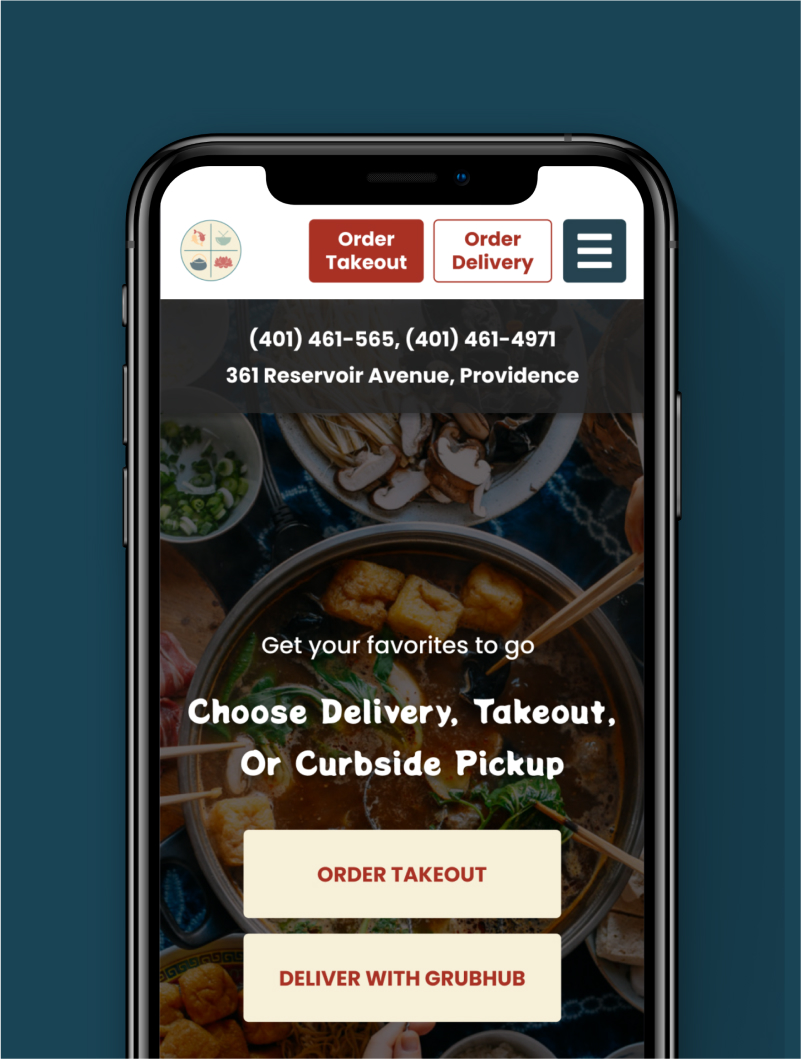 Order
Takeout
Order
Delivery
(401) 461-565, (401) 461-4971
361 Reservoir Avenue, Providence
Get your favorites to go
Choose Delivery, Takeout,
Or Curbside Pickup
ORDER TAKEOUT
DELIVER WITH GRUBHUB